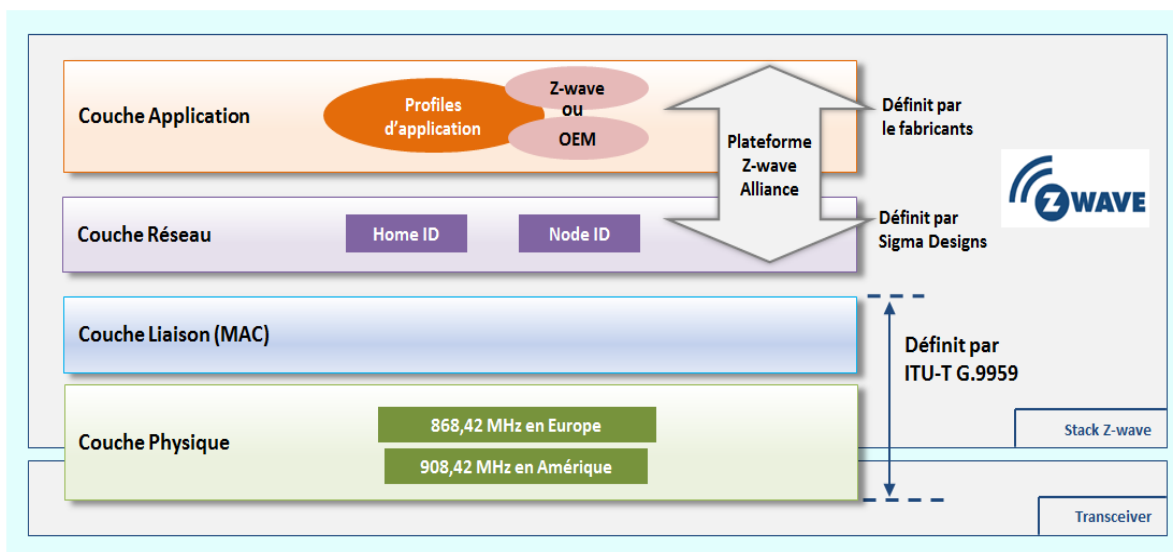 Couche Application
Profiles
d'application
Z-wave
ou
OEM
Plateforme
Z-wave
Alliance
Définit par
le fabricants
Z WAVE
Couche Réseau
Home ID
Node ID
Définit par
Sigma Designs
Couche Liaison (MAC)
Définit par
ITU-T G.9959
Couche Physique
868,42 MHz en Europe
908,42 MHz en Amérique
Stack Z-wave
Transceiver